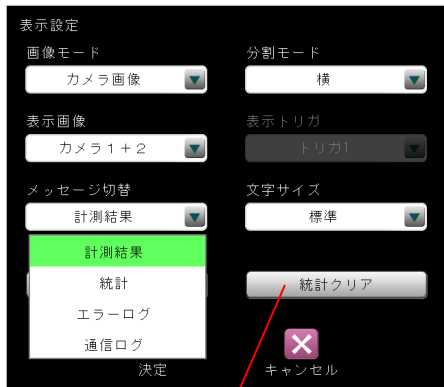 表示設定
画像モード
分割モード
カメラ画像
横
表示画像
表示トリガ
カメラ1+2
トリガ1
メッセージ切替
文字サイズ
計測結果
標準
計測結果
統計
統計クリア
エラーログ
通信ログ
決定
キャンセル